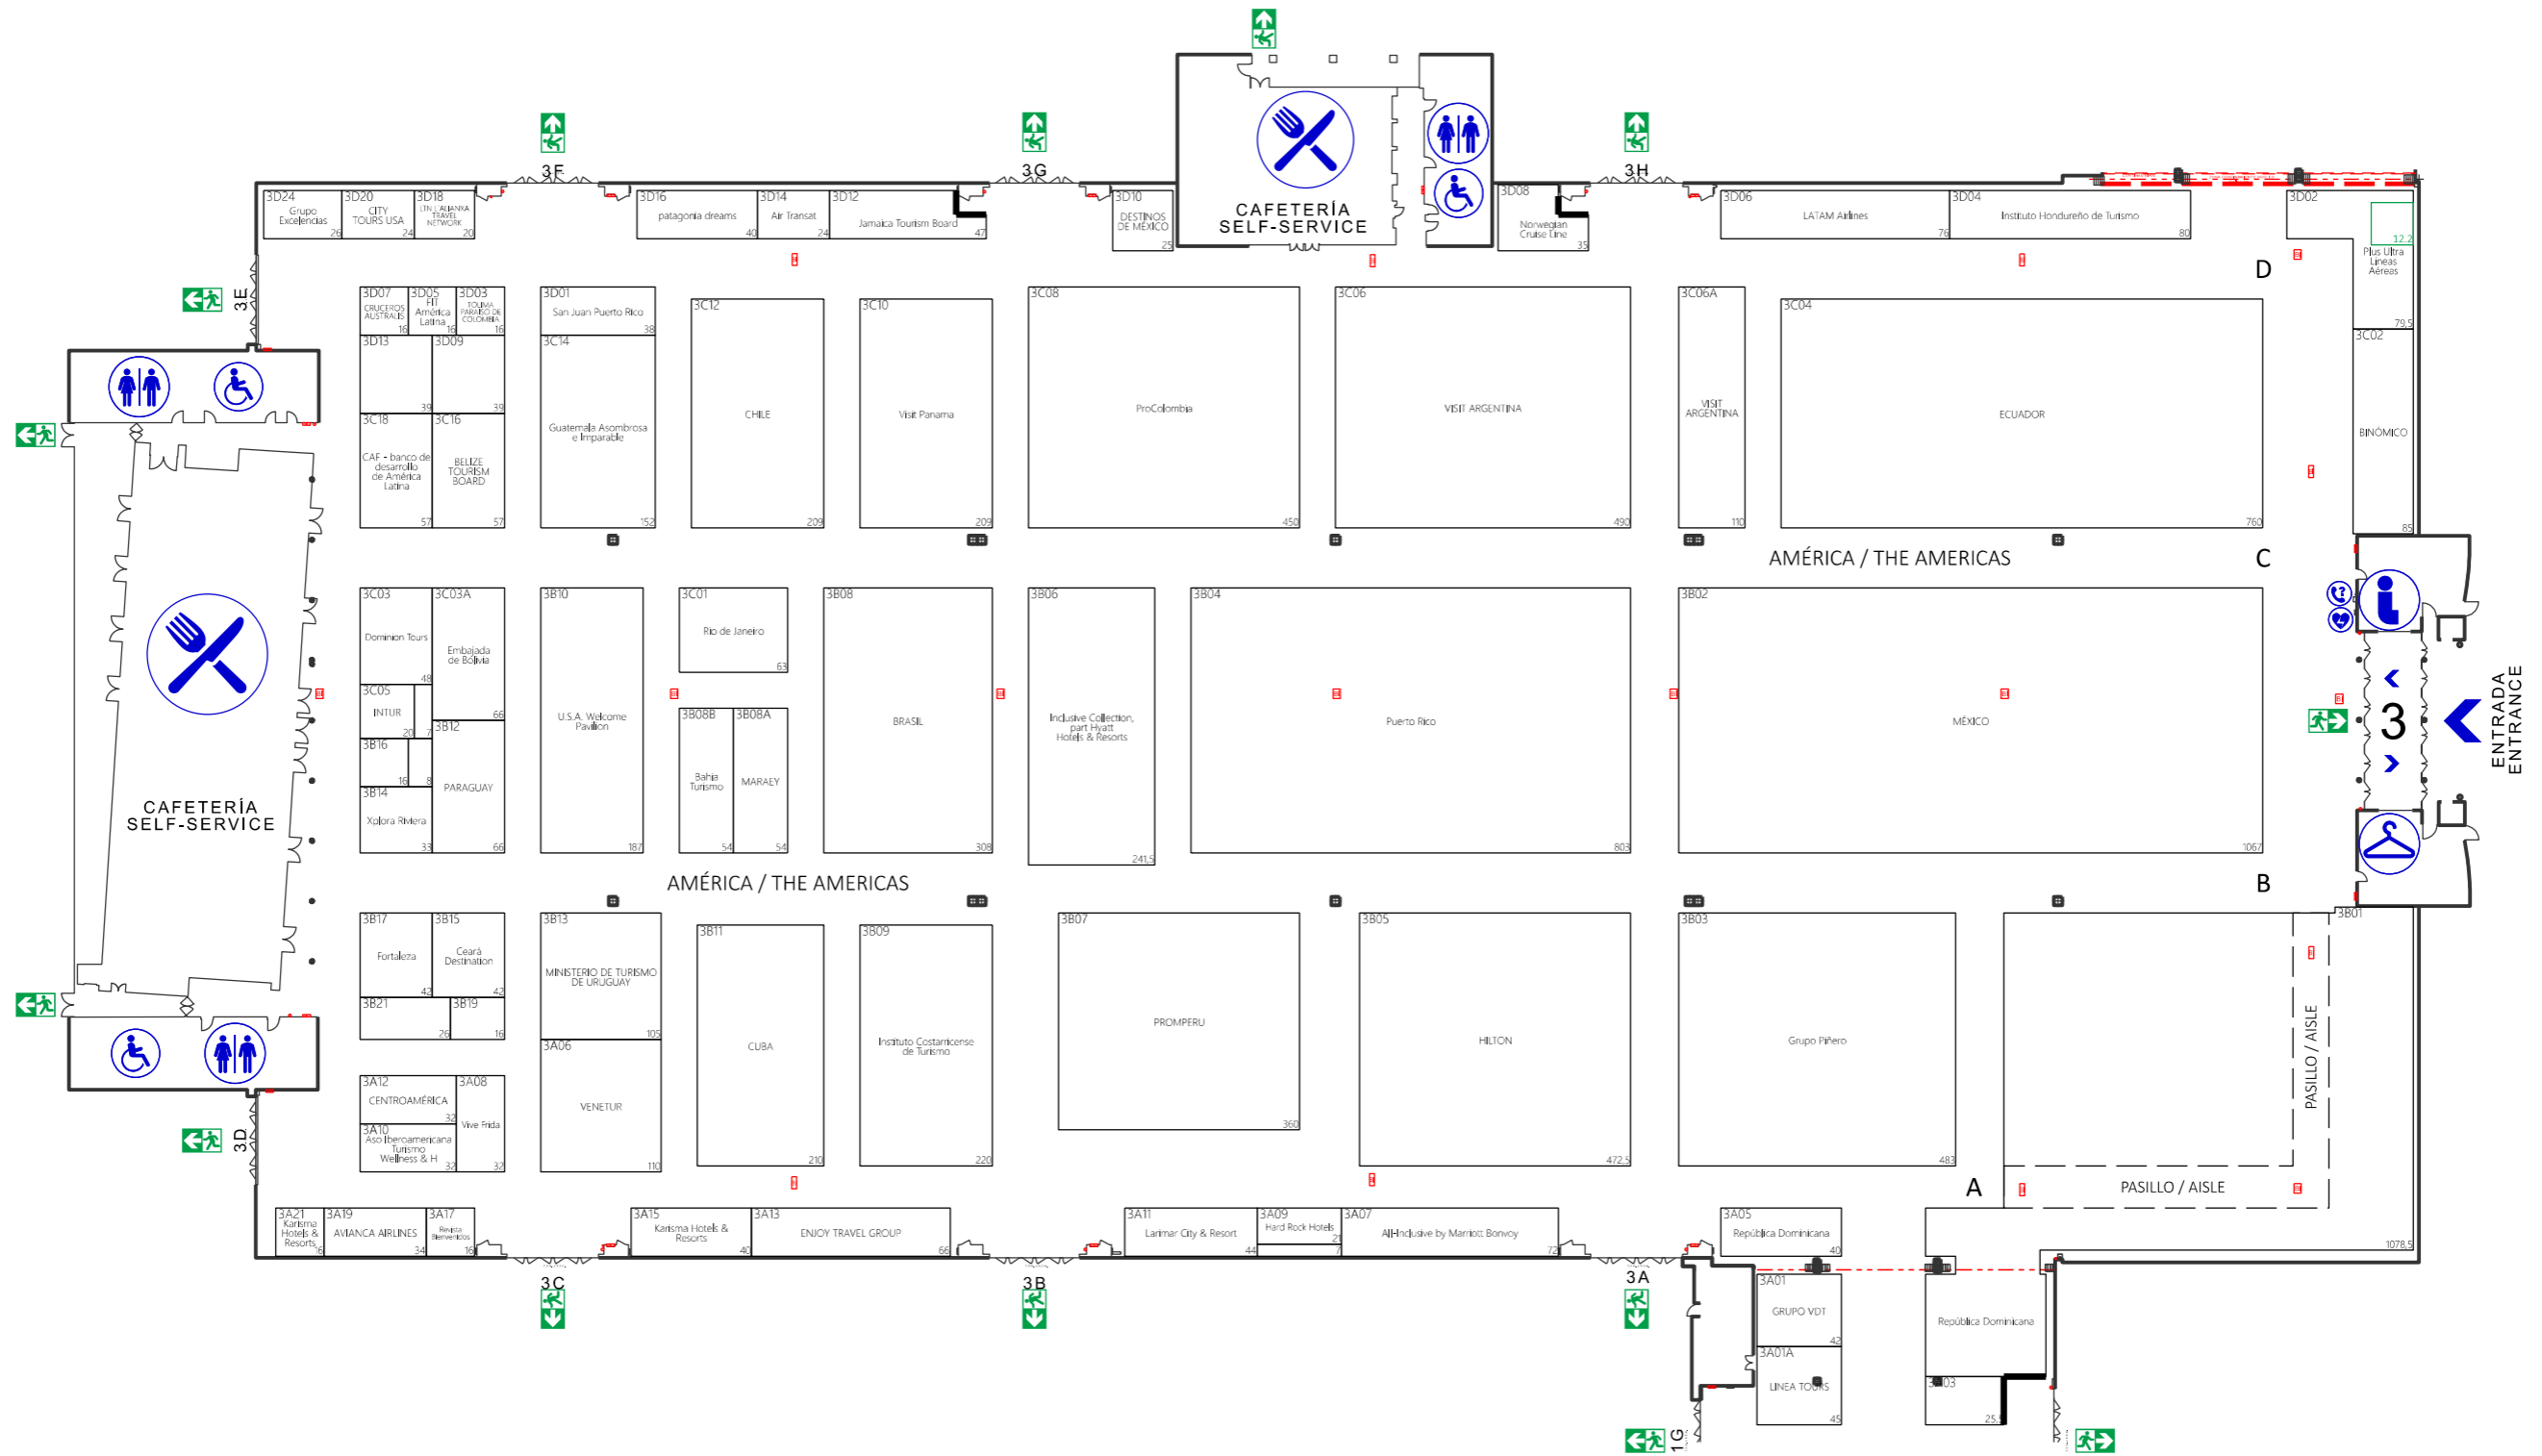 3F
3G
3H
CAFETERÍA
SELF-SERVICE
3D24
Grupo
Excelencias
26
3D20
CITY
TOURS USA
24
3D18
TRAVEL
NETWORK
20
3D16
patagonia dreams
40
3D14
Air Transat
24
3D12
Jamaica Tourism Board
47
3D10
DESTINOS
DE MÉXICO
25
3D08
Norwegian
Cruise Line
35
3D06
LATAM Airlines
76
3D04
Instituto Hondureño de Turismo
80
3D02
12.2
Plus Ultra
Líneas
Aéreas
79,5
D
3E
3D07
CRUCEROS
AUSTRALIS
16
3D05
FIT
América
Latina
16
3D03
TOLIMA
PARAISO DE
COLOMBIA
16
3D01
San Juan Puerto Rico
38
3D13
39
3D09
39
3C18
CAF - banco de
desarrollo
de América
Latina
57
3C16
BELIZE
TOURISM
BOARD
57
3C14
Guatemala Asombrosa
e Imparable
152
3C12
CHILE
209
3C10
Visit Panama
209
3C08
ProColombia
450
3C06
VISIT ARGENTINA
490
3C06A
VISIT
ARGENTINA
110
3C04
ECUADOR
760
3C02
BINÓMICO
85
AMÉRICA / THE AMERICAS
C
3C03
Dominion Tours
48
3C03A
Embajada
de Bolivia
66
3C05
INTUR
20
7
3B16
16
8
3B14
Xplora Riviera
33
3B12
PARAGUAY
66
3B10
U.S.A. Welcome
Pavilion
187
3C01
Rio de Janeiro
63
3B08B
Bahia
Turismo
54
3B08A
MARAEY
54
3B08
BRASIL
308
3B06
Inclusive Collection,
part Hyatt
Hotels & Resorts
241,5
3B04
Puerto Rico
803
3B02
MÉXICO
1067
3
ENTRADA
ENTRANCE
CAFETERÍA
SELF-SERVICE
AMÉRICA / THE AMERICAS
B
3B17
Fortaleza
42
3B15
Ceará
Destination
42
3B21
26
3B19
16
3B13
MINISTERIO DE TURISMO
DE URUGUAY
105
3A06
VENETUR
110
3B11
CUBA
210
3B09
Instituto Costarricense
de Turismo
220
3B07
PROMPERU
360
3B05
HILTON
472,5
3B03
Grupo Piñero
483
3B01
PASILLO / AISLE
PASILLO / AISLE
1078,5
A
3D
3A12
CENTROAMÉRICA
32
3A10
Aso Iberoamericana
Turismo
Wellness & H
32
3A08
Vive Frida
32
3A21
Karisma
Hotels &
Resorts
16
3A19
AVIANCA AIRLINES
34
3A17
Revista
Bienvenidos
16
3A15
Karisma Hotels &
Resorts
40
3A13
ENJOY TRAVEL GROUP
66
3A11
Larimar City & Resort
44
3A09
Hard Rock Hotels
21
7
3A07
All-Inclusive by Marriott Bonvoy
72
3A05
República Dominicana
40
3C
3B
3A
3A01
GRUPO VDT
42
3A01A
LINEA TOURS
45
República Dominicana
1G